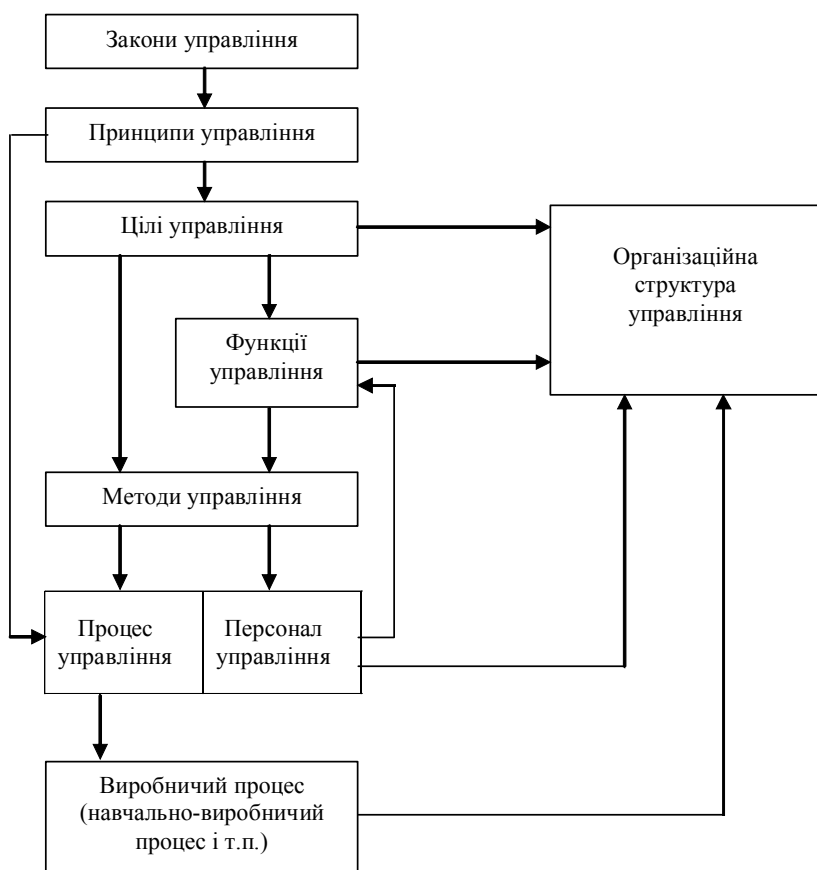 Закони управління
Принципи управління
Цілі управління
Організаційна
структура
управління
Функції
управління
Методи управління
Процес
управління
Персонал
управління
Виробничий процес
(навчально-виробничий
процес і т.п.)